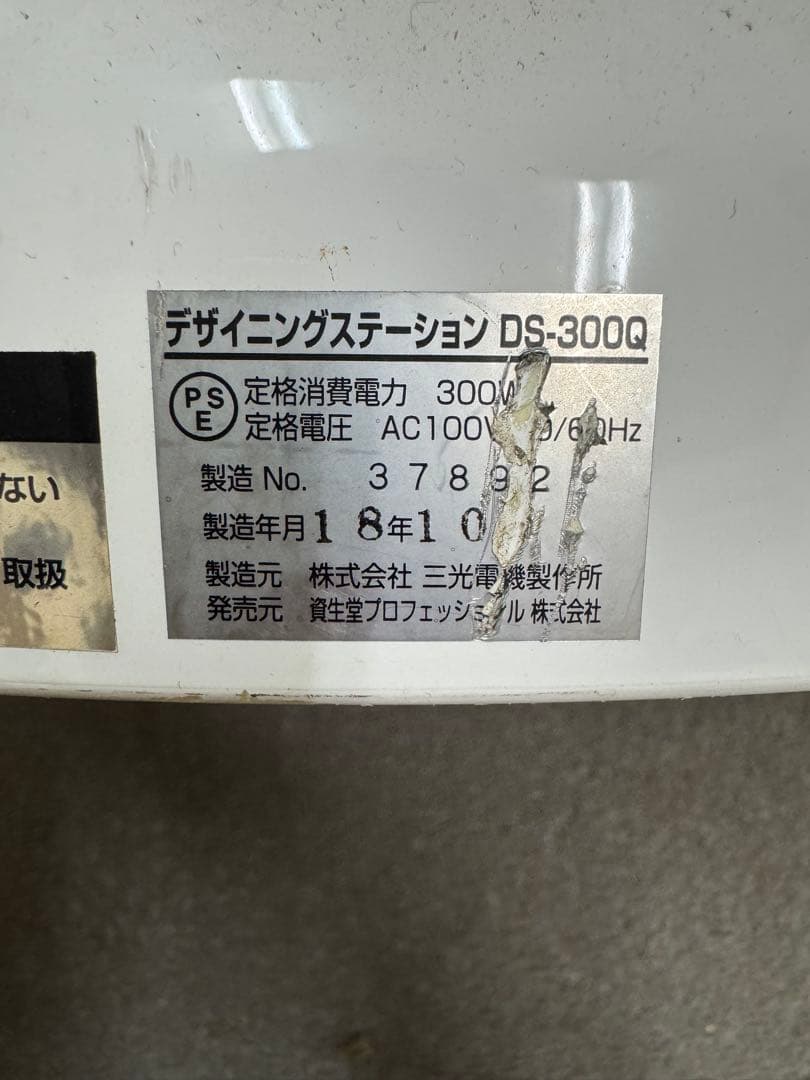 デザイニングステーション DS-300Q
PSE 定格消費電力 300W
定格電圧 AC100V 0/60Hz
製造 No. 37892
製造年月 18年10
製造元 株式会社 三光電機製作所
発売元 資生堂プロフェッショナル 株式会社
ない
取扱